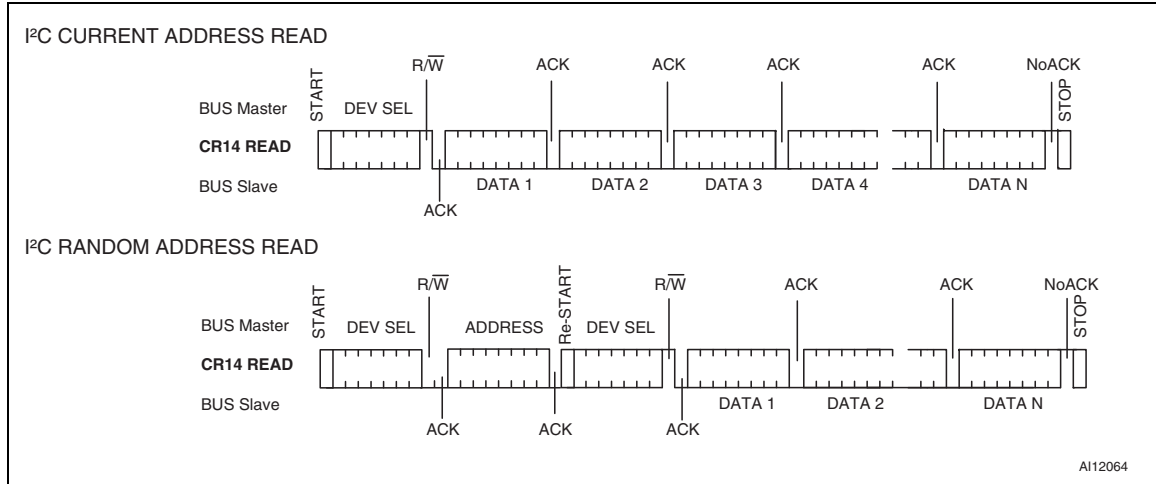 I²C CURRENT ADDRESS READ
R/W ACK ACK ACK ACK NoACK
START STOP
BUS Master DEV SEL
CR14 READ
BUS Slave DATA 1 DATA 2 DATA 3 DATA 4 DATA N
ACK
I²C RANDOM ADDRESS READ
R/W R/W ACK ACK NoACK
START Re-START STOP
BUS Master DEV SEL ADDRESS DEV SEL
CR14 READ
BUS Slave DATA 1 DATA 2 DATA N
ACK ACK ACK
AI12064